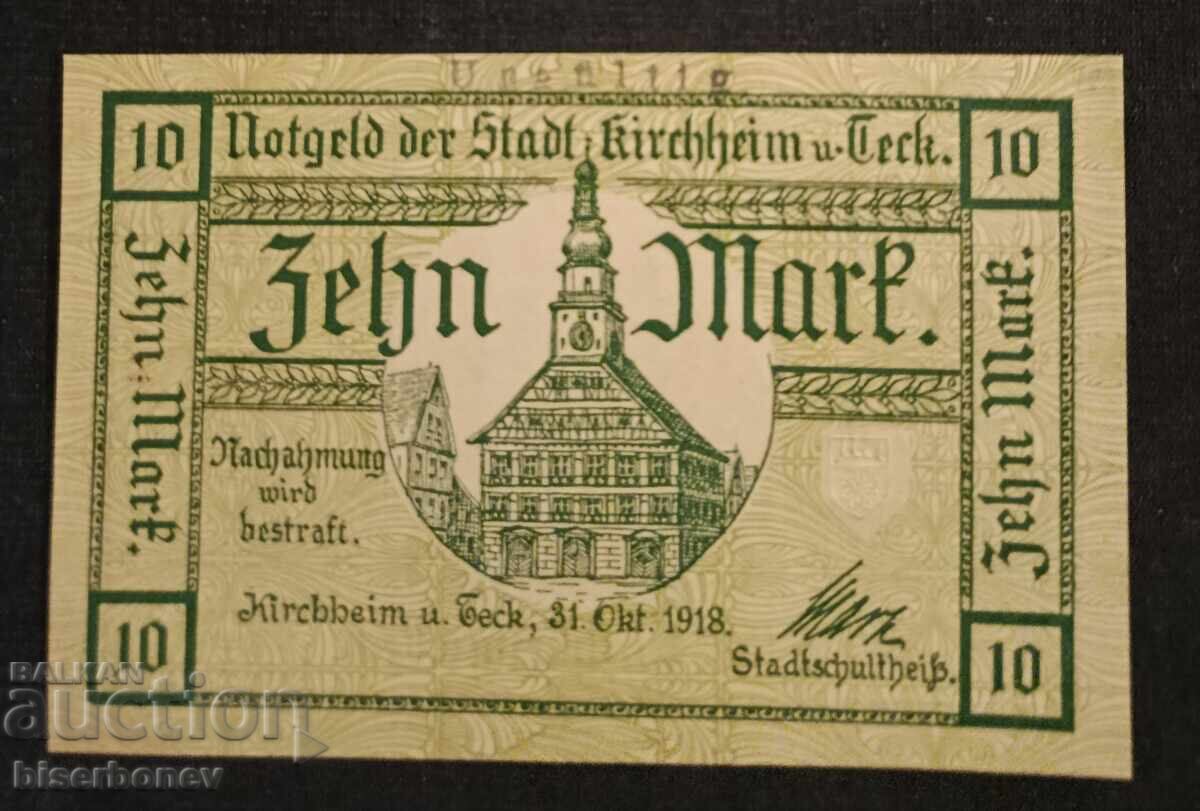 Ungültig
10
Notgeld der Stadt Kirchheim u. Teck.
10
Zehn Mark.
Zehn Mark.
Zehn Mark.
Nachahmung
wird
bestraft.
Kirchheim u. Teck, 31. Okt. 1918.
Marx
Stadtschultheiß.
10
10
BALKAN
auction
biserbonev